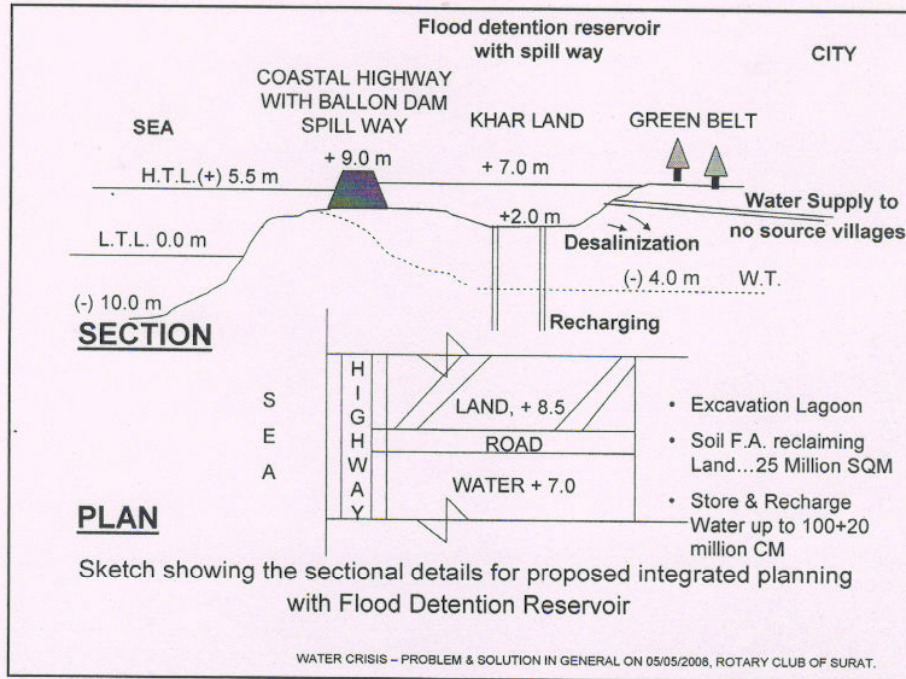 Flood detention reservoir
with spill way
CITY
COASTAL HIGHWAY
WITH BALLON DAM
SPILL WAY
SEA
KHAR LAND
GREEN BELT
+ 9.0 m
+ 7.0 m
H.T.L.(+) 5.5 m
+2.0 m
Water Supply to
no source villages
L.T.L. 0.0 m
Desalinization
(-) 4.0 m W.T.
(-) 10.0 m
Recharging
SECTION
SEA
HIGHWAY
LAND, + 8.5
ROAD
WATER + 7.0
• Excavation Lagoon
• Soil F.A. reclaiming
Land...25 Million SQM
• Store & Recharge
Water up to 100+20
million CM
PLAN
Sketch showing the sectional details for proposed integrated planning
with Flood Detention Reservoir
WATER CRISIS – PROBLEM & SOLUTION IN GENERAL ON 05/05/2008, ROTARY CLUB OF SURAT.